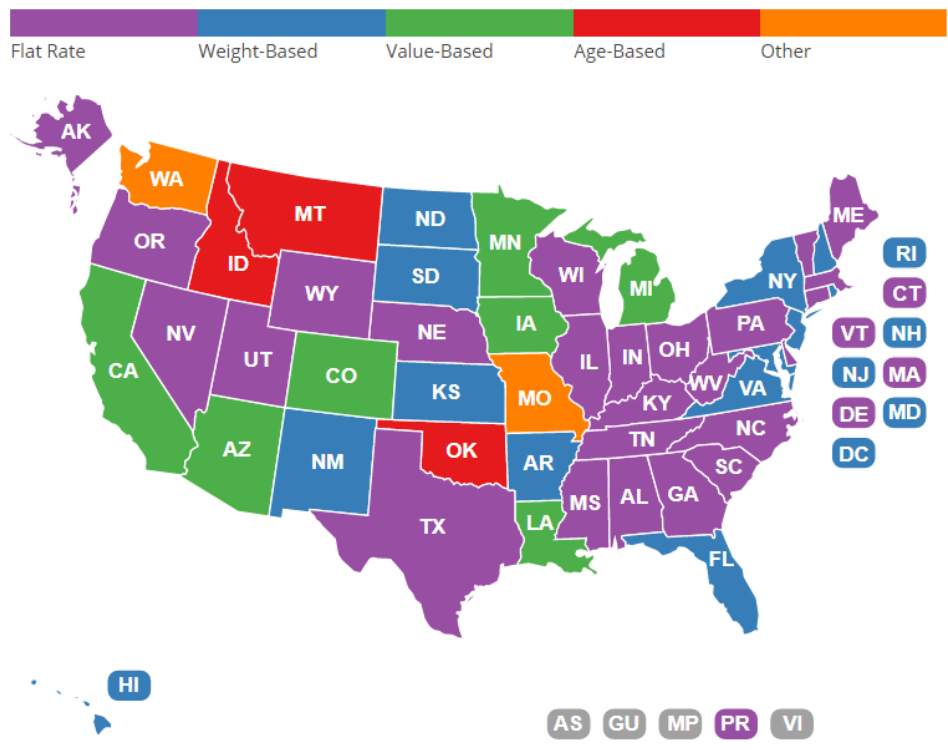 Flat Rate Weight-Based Value-Based Age-Based Other
AK
WA
MT
ND
MN
ME
OR
ID
SD
WI
NY
RI
WY
MI
CT
NV
NE
IA
PA
VT NH
UT
CO
IL
IN
OH
CA
KS
MO
WV
VA
NJ MA
KY
DE MD
AZ
NM
OK
AR
TN
NC
DC
SC
TX
LA
MS
AL
GA
FL
HI
AS GU MP PR VI